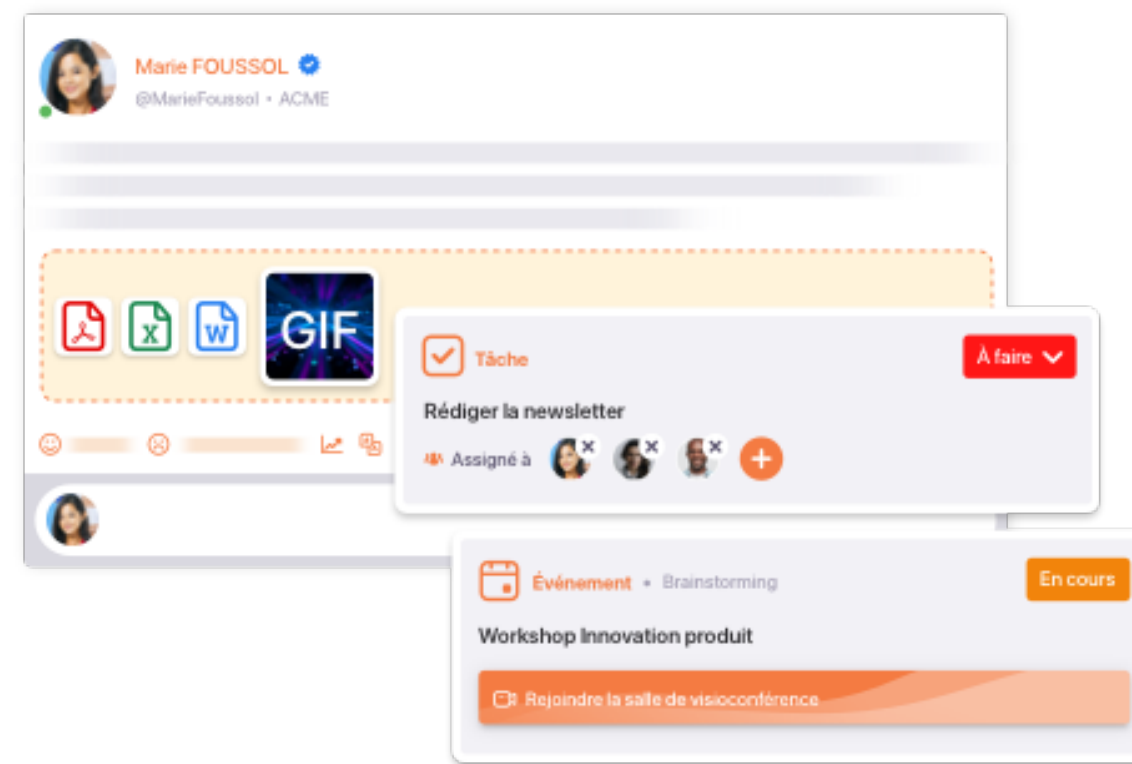 Marie FOUSSOL
@MarieFoussol • ACME
X
W
GIF
Tâche
À faire
Rédiger la newsletter
Assigné à
Événement • Brainstorming
En cours
Workshop Innovation produit
Rejoindre la salle de visioconférence